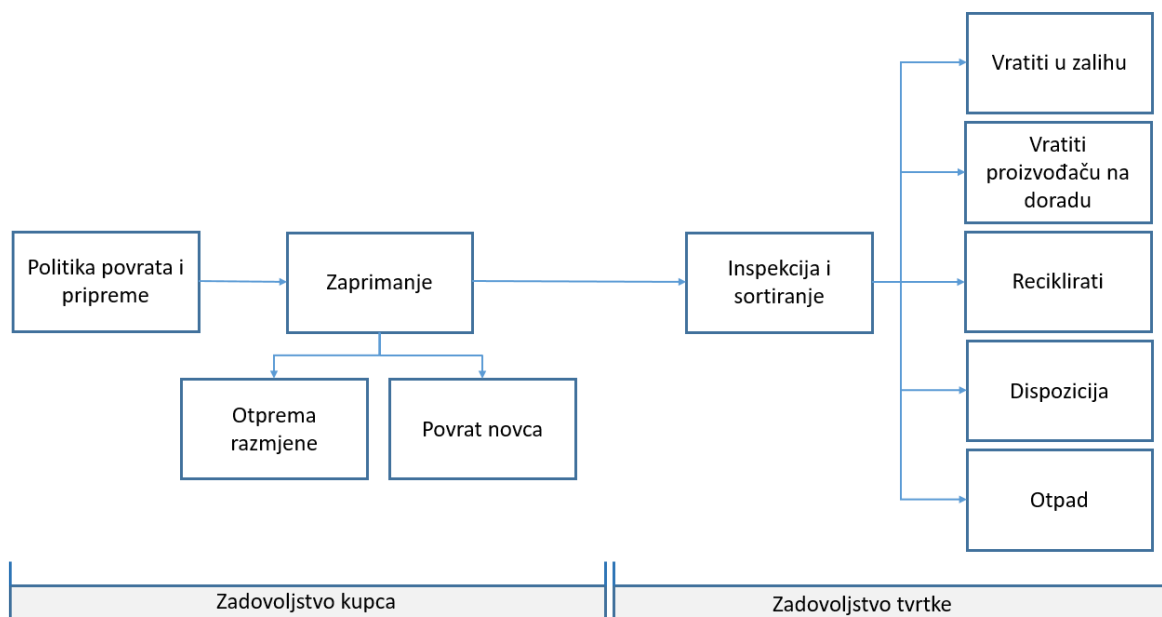 Politika povrata i
pripreme
Zaprimanje
Otprema
razmjene
Povrat novca
Inspekcija i
sortiranje
Vratiti u zalihu
Vratiti
proizvođaču na
doradu
Reciklirati
Dispozicija
Otpad
Zadovoljstvo kupca
Zadovoljstvo tvrtke